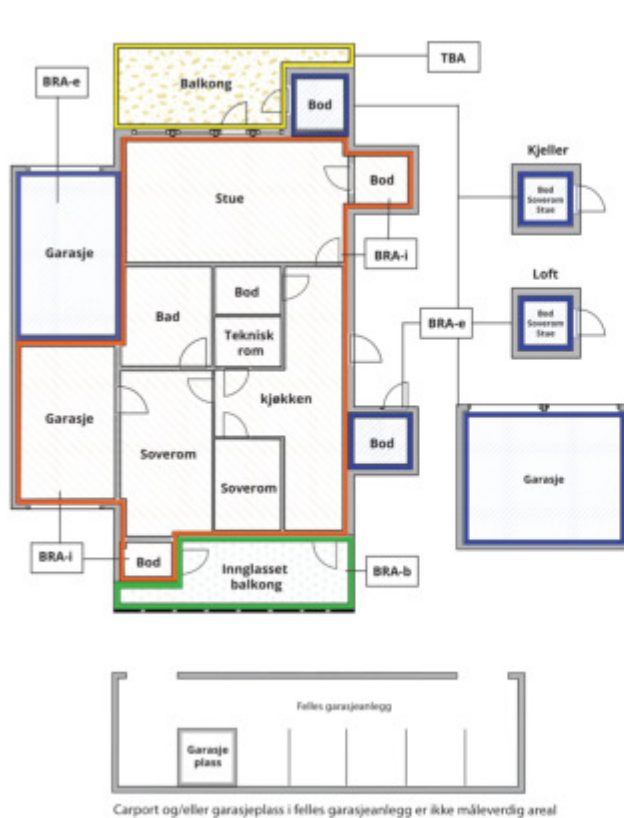 TBA
BRA-e
Balkong
Bod
Kjeller
Bod
Soverom
Stue
Stue
Bod
Garasje
BRA-i
Loft
Bod
Bad
Teknisk
rom
BRA-e
Bod
Soverom
Stue
kjøkken
Garasje
Bod
Soverom
Garasje
Soverom
BRA-i
Bod
Innglasset
balkong
BRA-b
Felles garasjeanlegg
Garasje
plass
Carport og/eller garasjeplass i felles garasjeanlegg er ikke måleverdig areal